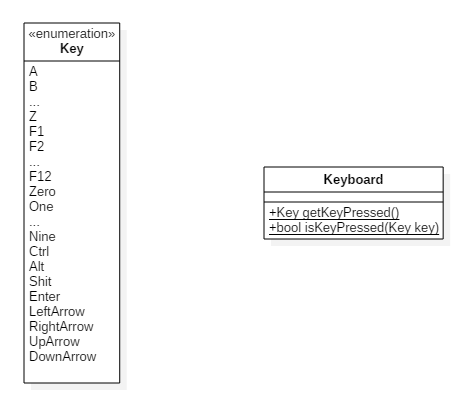 «enumeration»
Key
A
B
...
Z
F1
F2
...
F12
Zero
One
...
Nine
Ctrl
Alt
Shit
Enter
LeftArrow
RightArrow
UpArrow
DownArrow
Keyboard
+Key getKeyPressed()
+bool isKeyPressed(Key key)